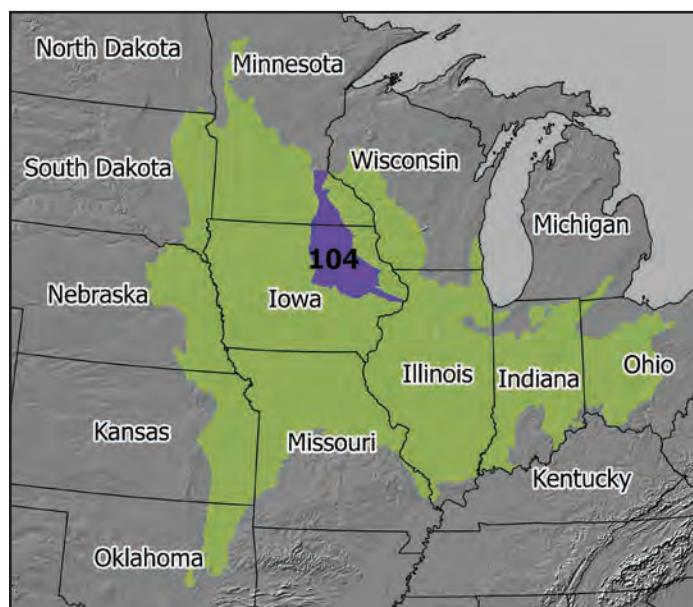 North Dakota
Minnesota
Wisconsin
South Dakota
Michigan
104
Nebraska
Iowa
Illinois
Indiana
Ohio
Kansas
Missouri
Kentucky
Oklahoma